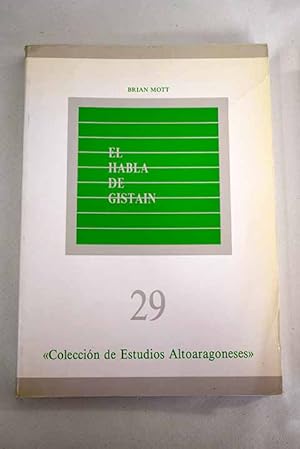 BRIAN MOTT
EL
HABLA
DE
GISTAIN
29
«Colección de Estudios Altoaragoneses»